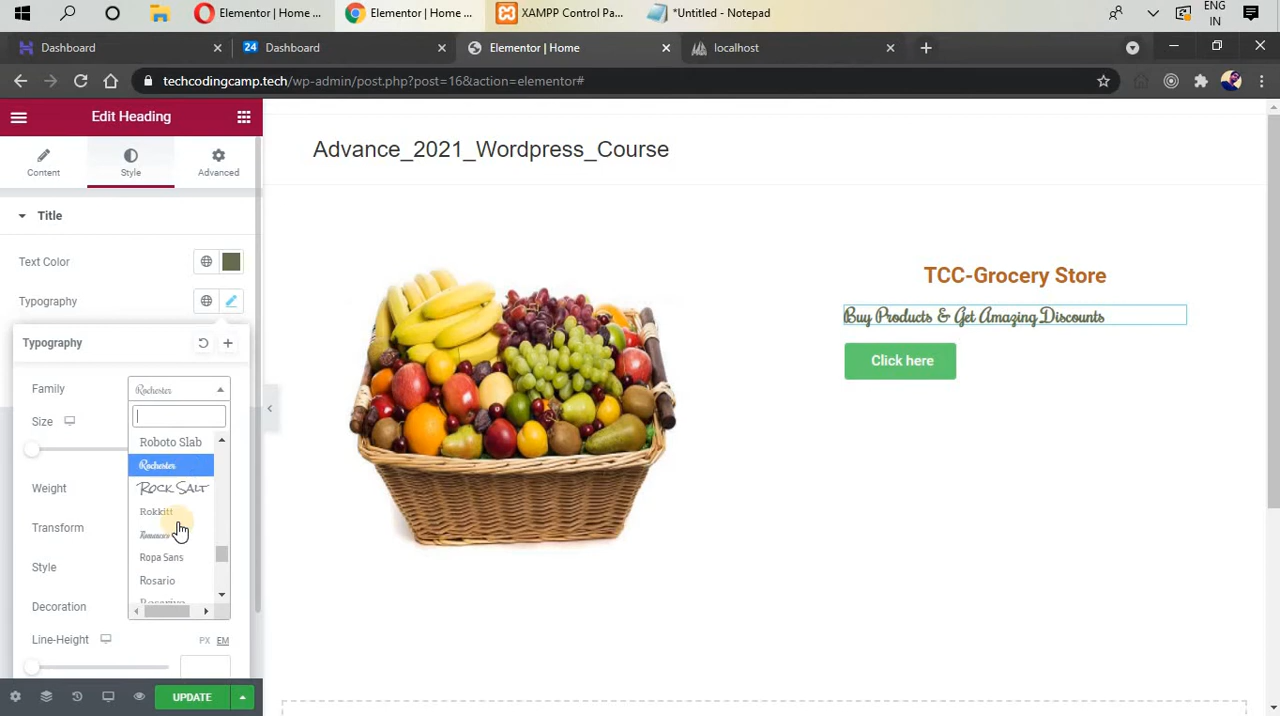 Elementor | Home ...
Elementor | Home ...
XAMPP Control Pa...
*Untitled - Notepad
ENG
IN
Dashboard
24
Dashboard
Elementor | Home
localhost
techcodingcamp.tech/wp-admin/post.php?post=16&action=elementor#
Edit Heading
Content
Style
Advanced
Title
Text Color
Typography
Typography
Family
Rochester
Size
Roboto Slab
Rochester
Rock Salt
Weight
Rokkitt
Transform
Romanesco
Ropa Sans
Style
Rosario
Rosarivo
Decoration
Line-Height
PX
EM
UPDATE
Advance_2021_Wordpress_Course
TCC-Grocery Store
Buy Products & Get Amazing Discounts
Click here